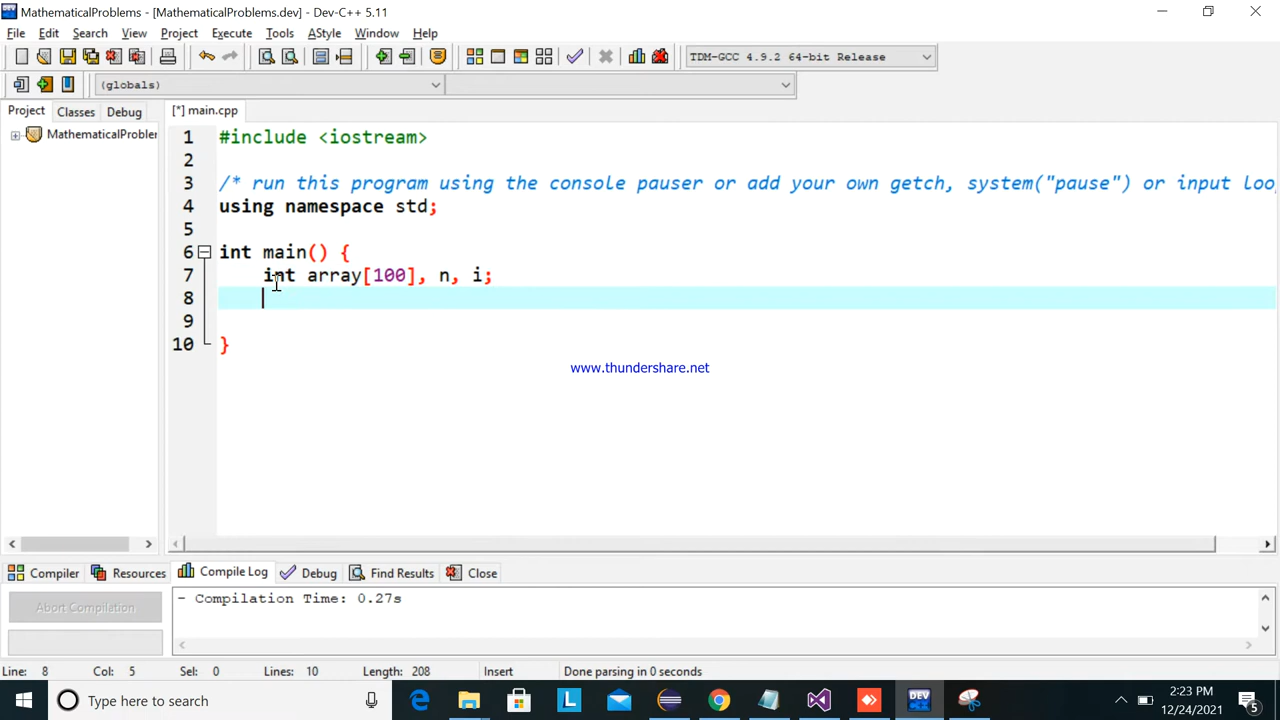 MathematicalProblems - [MathematicalProblems.dev] - Dev-C++ 5.11
File Edit Search View Project Execute Tools AStyle Window Help
TDM-GCC 4.9.2 64-bit Release
(globals)
Project Classes Debug [*] main.cpp
MathematicalProbler
1 #include <iostream>
2
3 /* run this program using the console pauser or add your own getch, system("pause") or input loo
4 using namespace std;
5
6 int main() {
7 int array[100], n, i;
8
9
10 }
www.thundershare.net
Compiler Resources Compile Log Debug Find Results Close
Abort Compilation
- Compilation Time: 0.27s
Line: 8 Col: 5 Sel: 0 Lines: 10 Length: 208 Insert Done parsing in 0 seconds
Type here to search
DEV
L
2:23 PM
12/24/2021
5